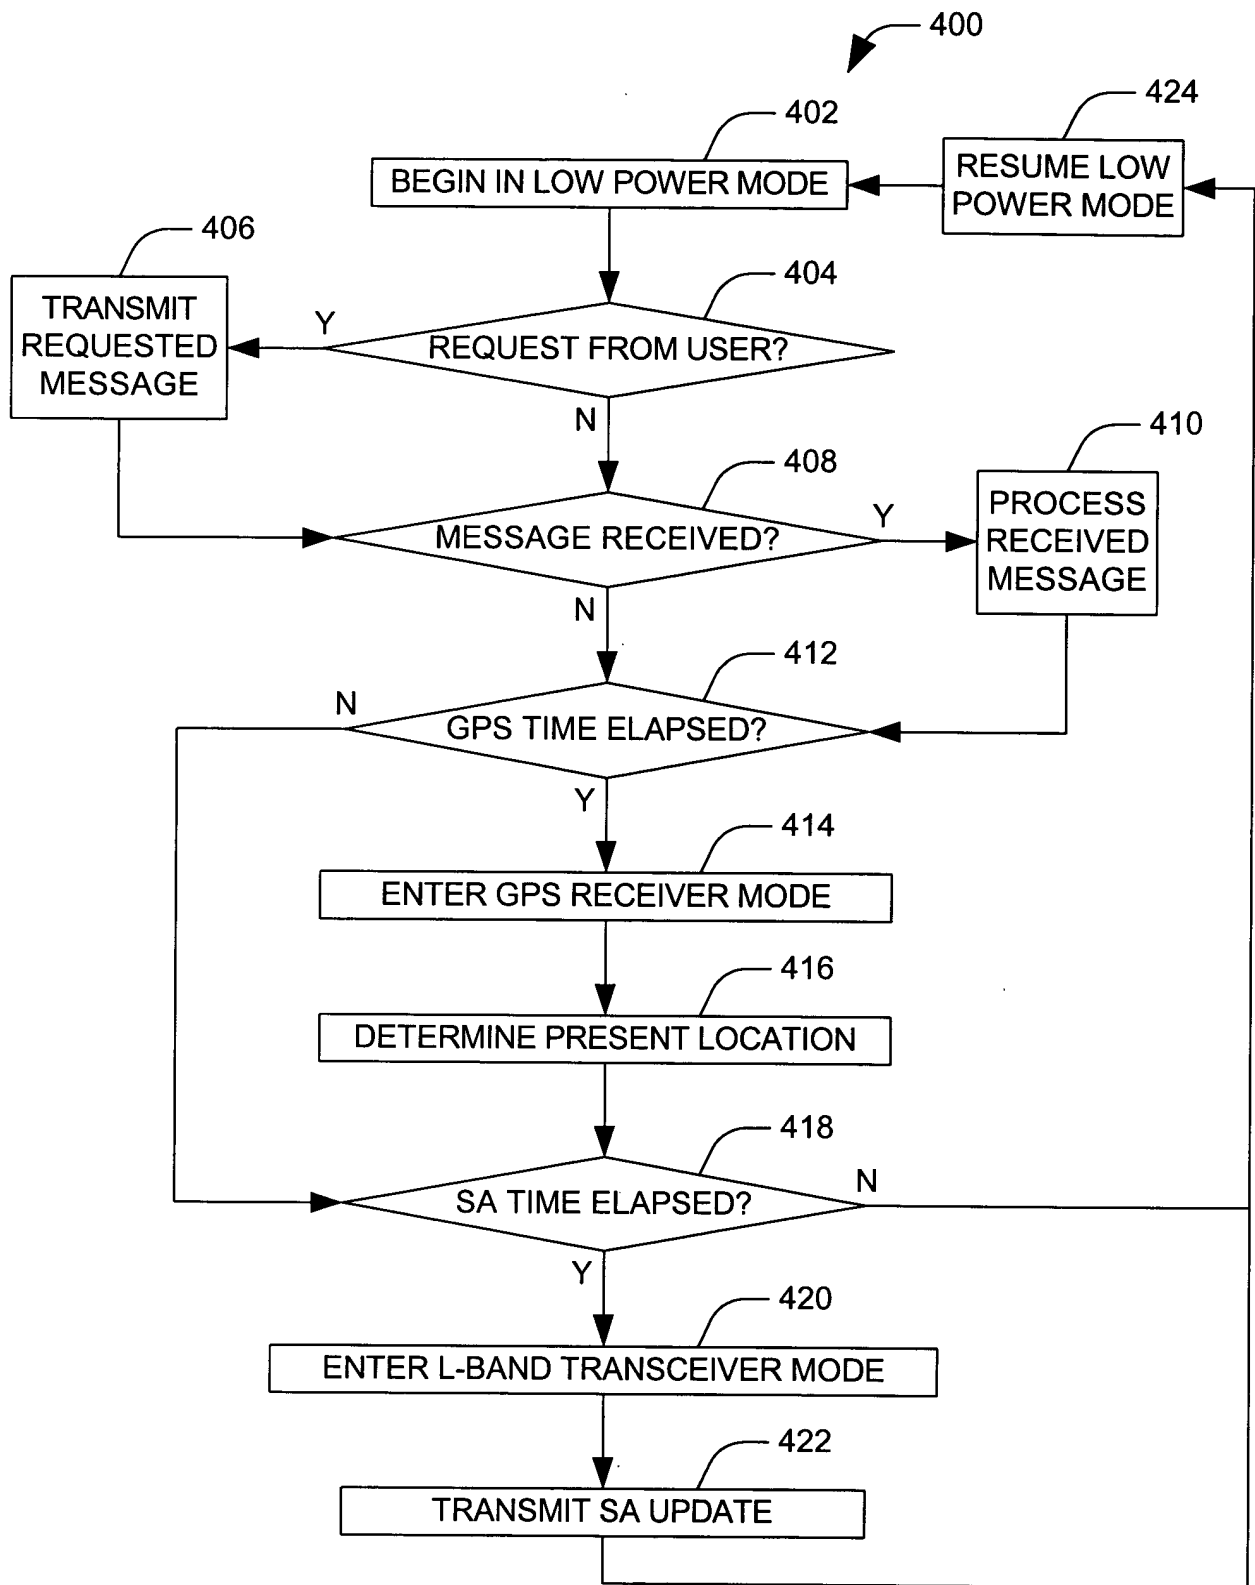 400
402
424
BEGIN IN LOW POWER MODE
RESUME LOW
POWER MODE
406
404
TRANSMIT
REQUESTED
MESSAGE
Y
REQUEST FROM USER?
N
410
408
PROCESS
RECEIVED
MESSAGE
Y
MESSAGE RECEIVED?
N
412
N
GPS TIME ELAPSED?
Y
414
ENTER GPS RECEIVER MODE
416
DETERMINE PRESENT LOCATION
418
N
SA TIME ELAPSED?
Y
420
ENTER L-BAND TRANSCEIVER MODE
422
TRANSMIT SA UPDATE